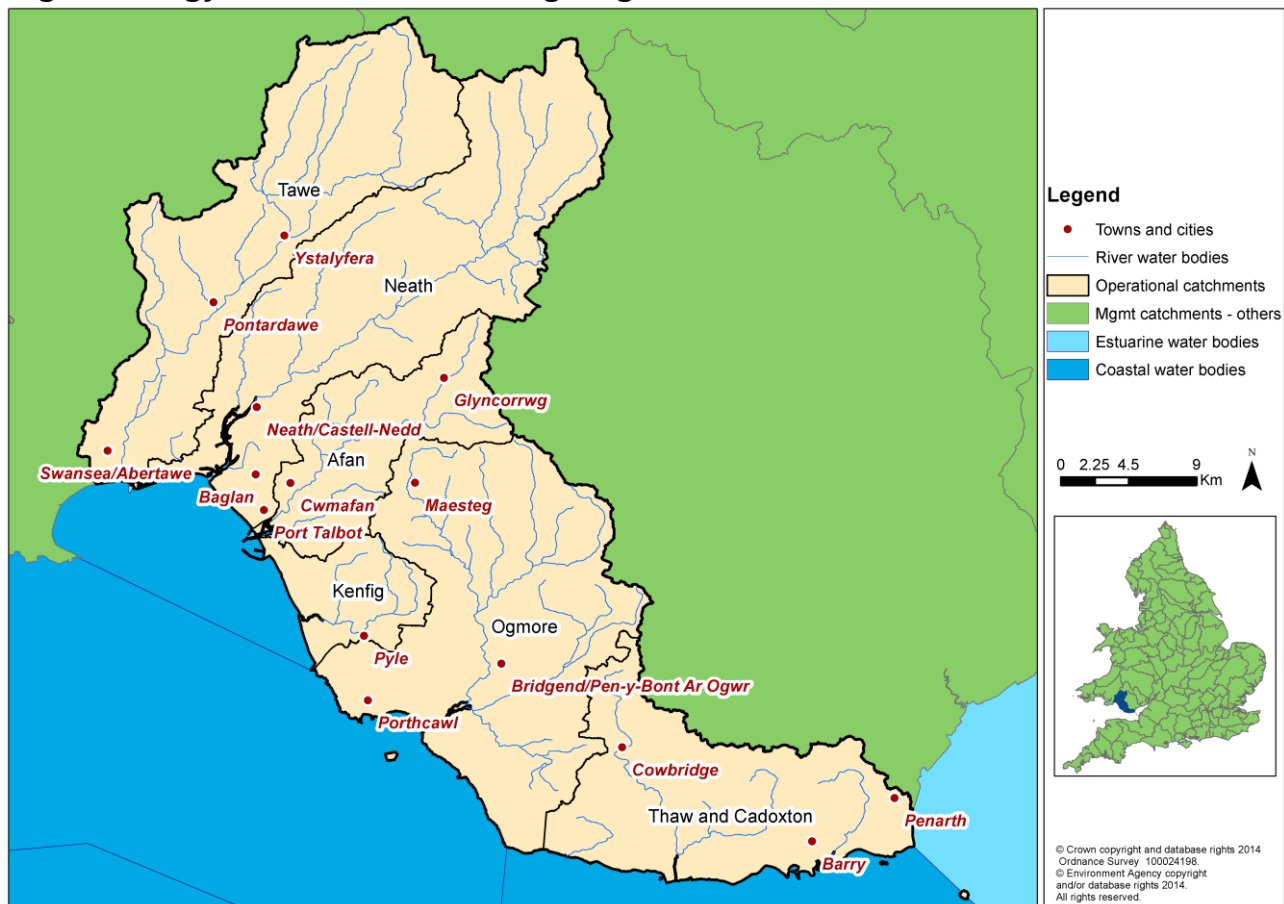 Tawe
Ystalyfera
Neath
Pontardawe
Glyncorrwg
Neath/Castell-Nedd
Afan
Swansea/Abertawe
Baglan
Cwmafan
Maesteg
Port Talbot
Kenfig
Ogmore
Pyle
Bridgend/Pen-y-Bont Ar Ogwr
Porthcawl
Cowbridge
Thaw and Cadoxton
Penarth
Barry
Legend
Towns and cities
River water bodies
Operational catchments
Mgmt catchments - others
Estuarine water bodies
Coastal water bodies
N
0 2.25 4.5 9
Km
© Crown copyright and database rights 2014
Ordnance Survey 100024198.
© Environment Agency copyright
and/or database rights 2014.
All rights reserved.